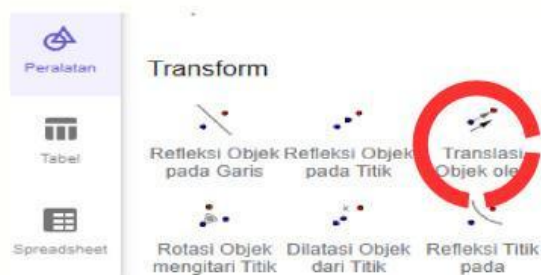 Peralatan
Transform
Tabel
Refleksi Objek
pada Garis
Refleksi Objek
pada Titik
Translasi
Objek
Spreadsheet
Rotasi Objek
mengitari Titik
Dilatasi Objek
dari Titik
Refleksi Titik
pada